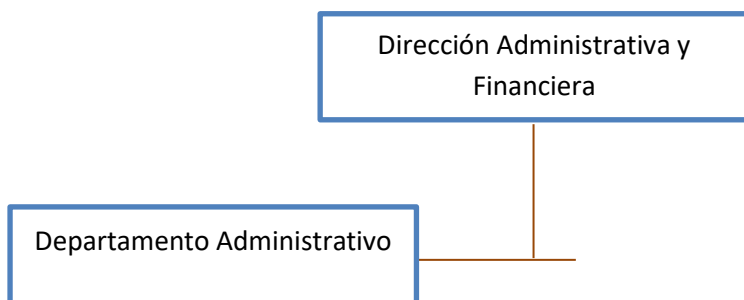 Dirección Administrativa y
Financiera
Departamento Administrativo